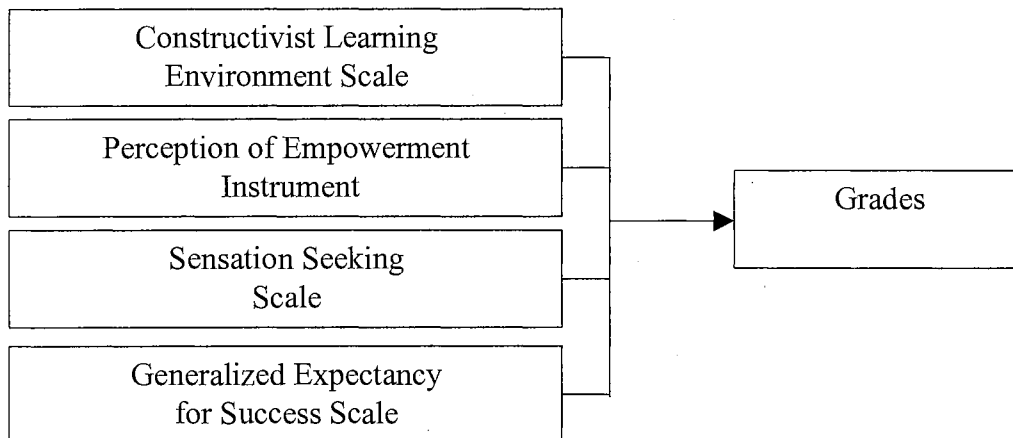 Constructivist Learning
Environment Scale
Perception of Empowerment
Instrument
Sensation Seeking
Scale
Generalized Expectancy
for Success Scale
Grades